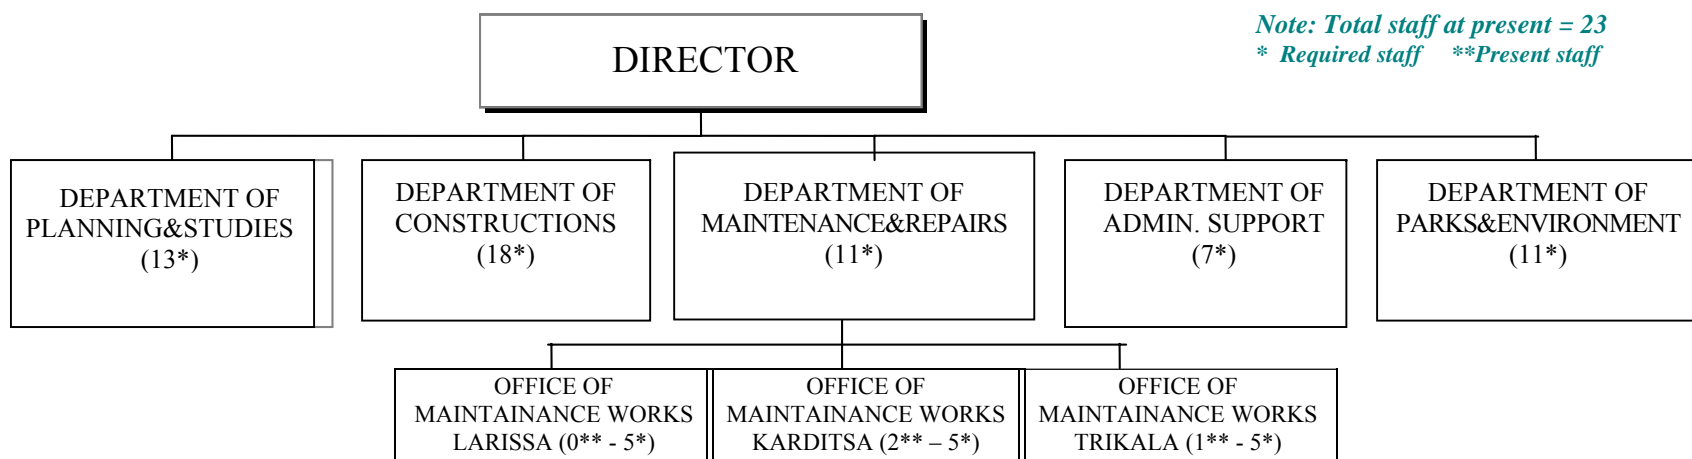 Note: Total staff at present = 23
* Required staff **Present staff
DIRECTOR
DEPARTMENT OF
PLANNING&STUDIES
(13*)
DEPARTMENT OF
CONSTRUCTIONS
(18*)
DEPARTMENT OF
MAINTENANCE&REPAIRS
(11*)
DEPARTMENT OF
ADMIN. SUPPORT
(7*)
DEPARTMENT OF
PARKS&ENVIRONMENT
(11*)
OFFICE OF
MAINTAINANCE WORKS
LARISSA (0** - 5*)
OFFICE OF
MAINTAINANCE WORKS
KARDITSA (2** – 5*)
OFFICE OF
MAINTAINANCE WORKS
TRIKALA (1** - 5*)